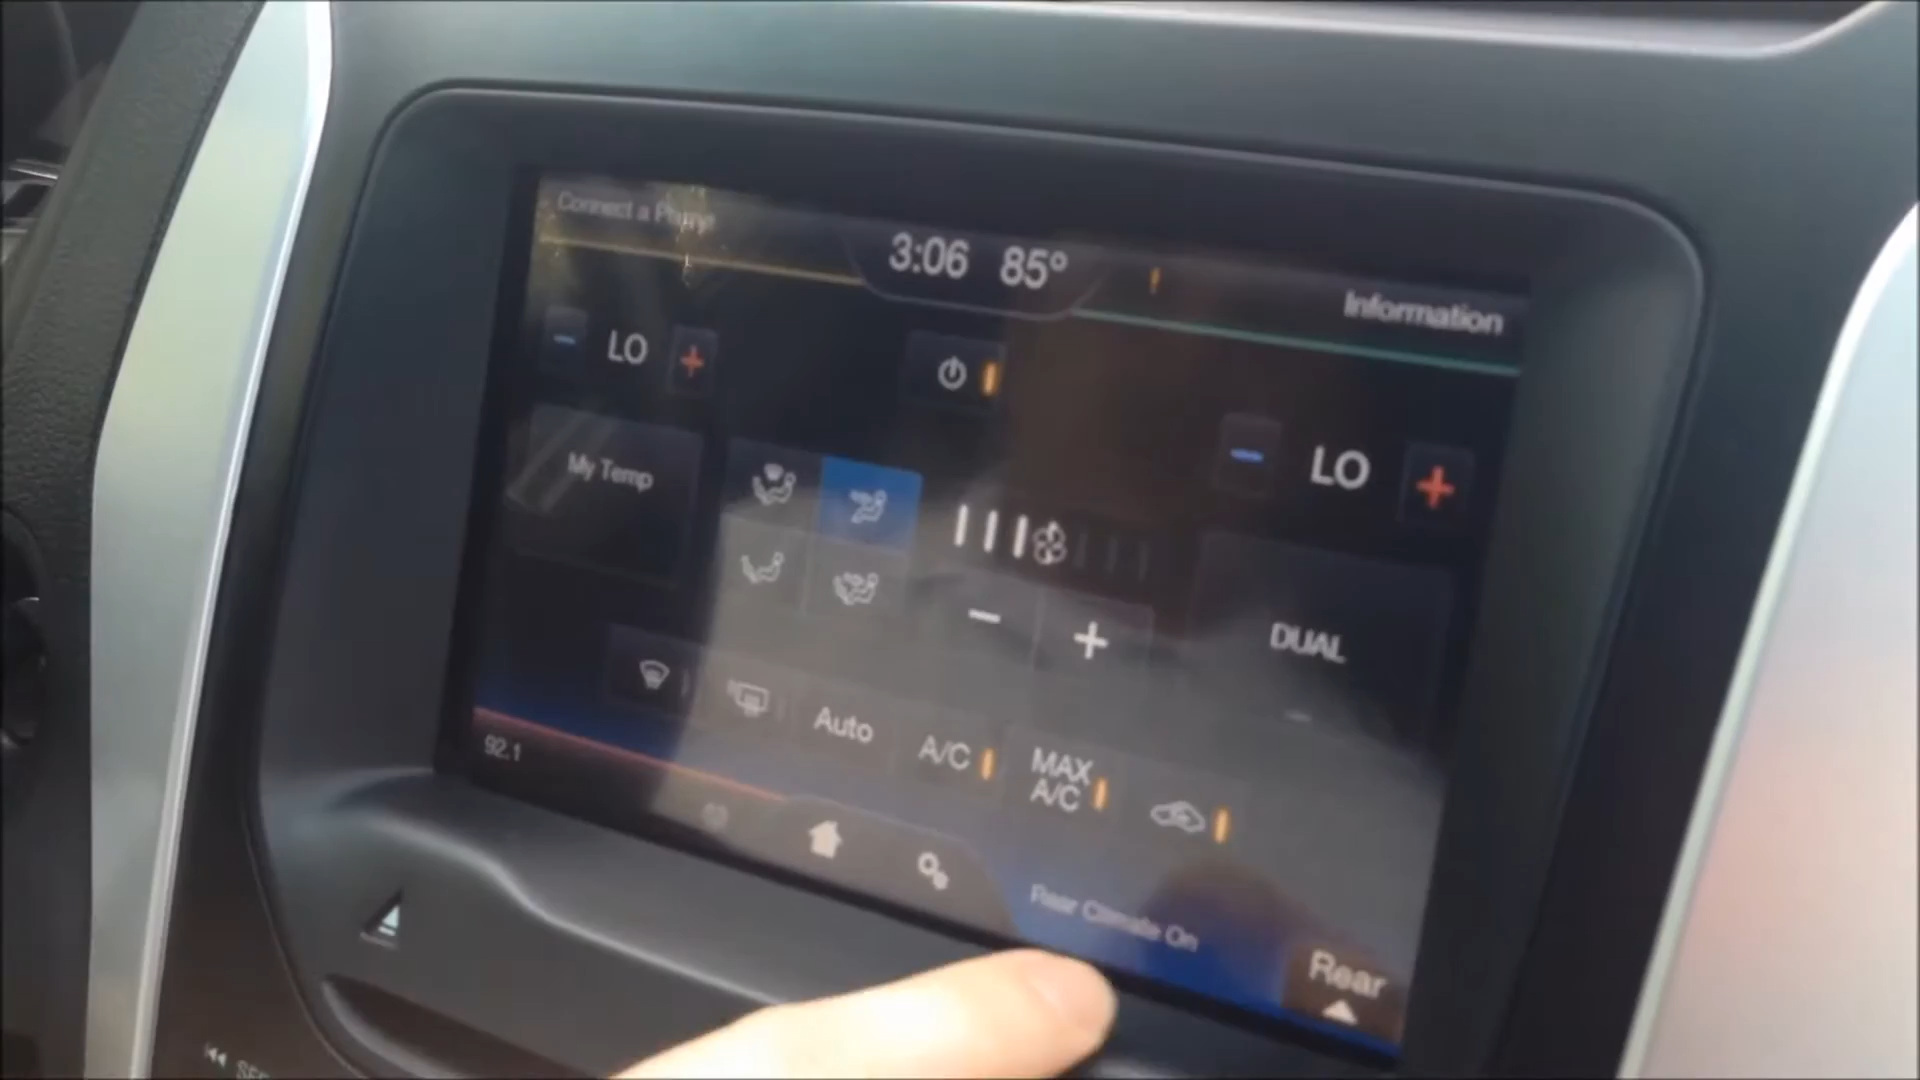 Connect a Phone
3:06 85°
Information
− LO +
− LO +
My Temp
− +
DUAL
Auto
A/C
MAX
A/C
92.1
Rear Climate On
Rear